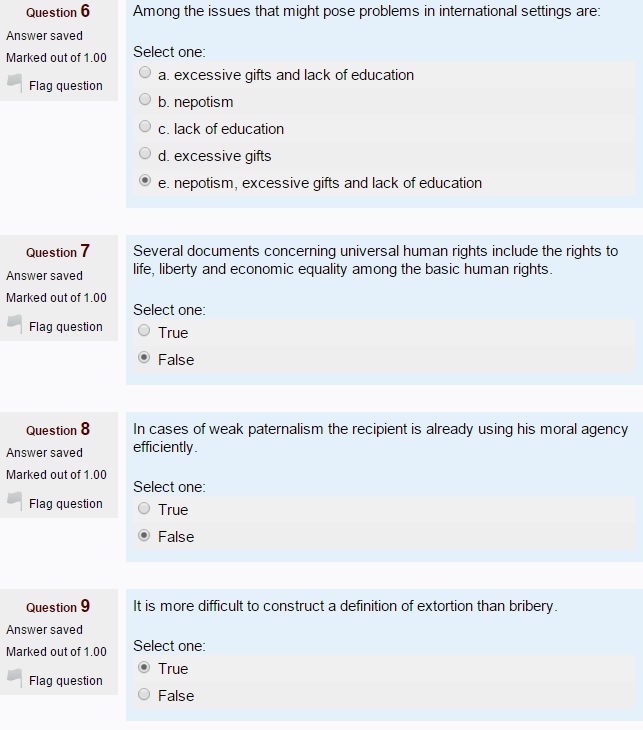 Question 6
Answer saved
Marked out of 1.00
Flag question
Among the issues that might pose problems in international settings are:
Select one:
a. excessive gifts and lack of education
b. nepotism
c. lack of education
d. excessive gifts
e. nepotism, excessive gifts and lack of education
Question 7
Answer saved
Marked out of 1.00
Flag question
Several documents concerning universal human rights include the rights to
life, liberty and economic equality among the basic human rights.
Select one:
True
False
Question 8
Answer saved
Marked out of 1.00
Flag question
In cases of weak paternalism the recipient is already using his moral agency
efficiently.
Select one:
True
False
Question 9
Answer saved
Marked out of 1.00
Flag question
It is more difficult to construct a definition of extortion than bribery.
Select one:
True
False